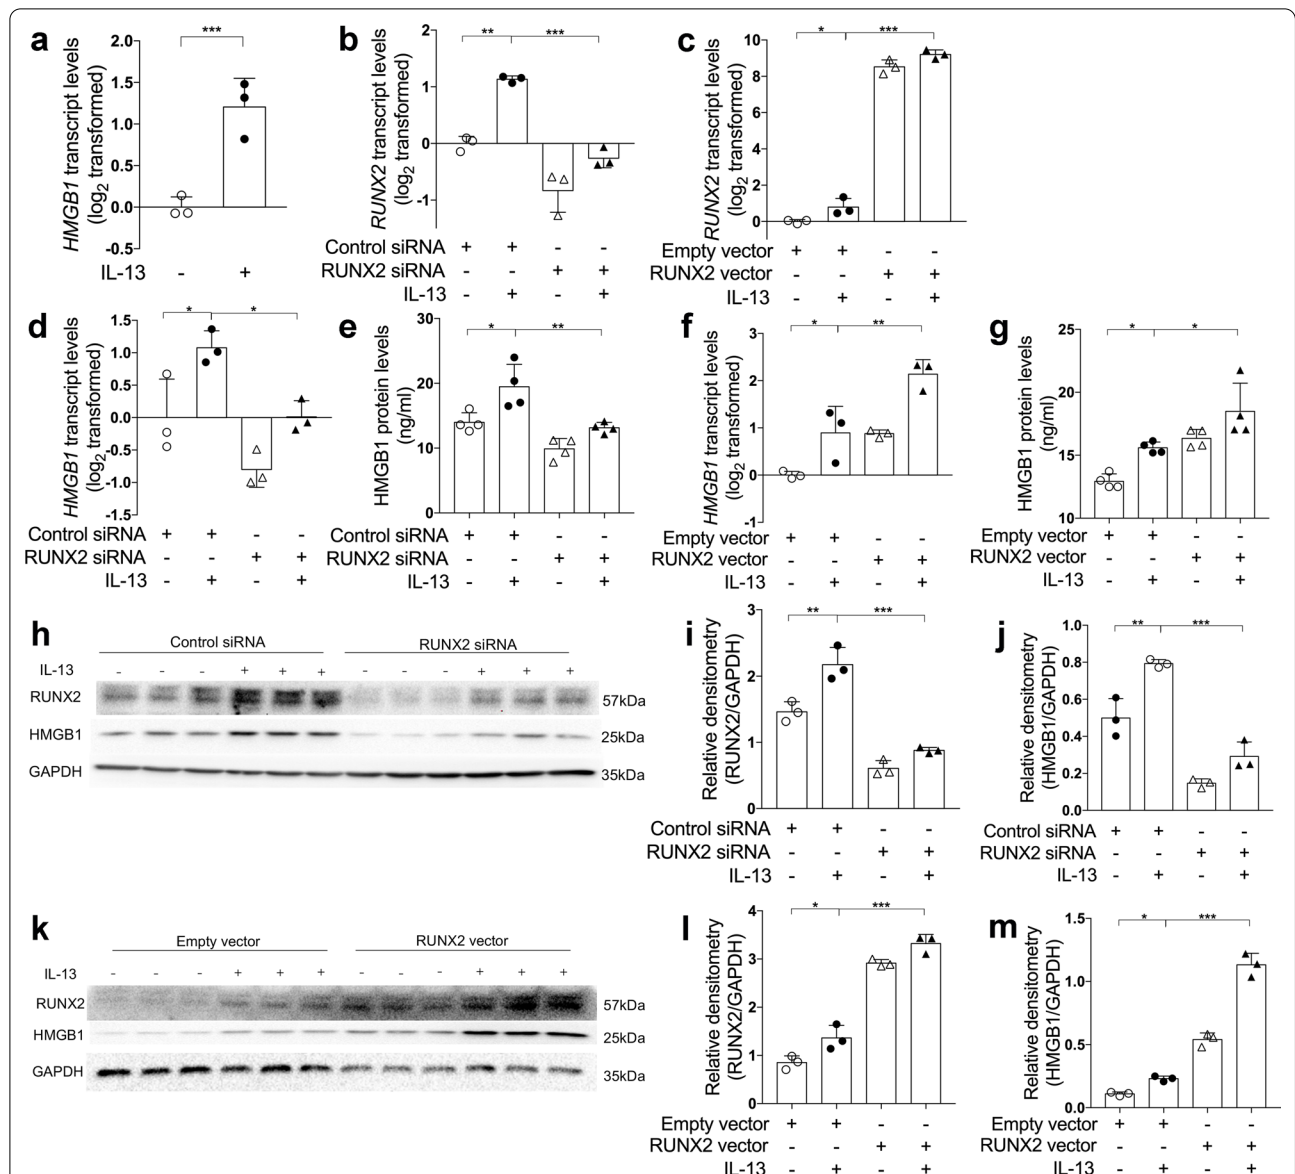 a
HMGB1 transcript levels
(log2 transformed)
2.0
1.5
1.0
0.5
0.0
-0.5
***
IL-13 - +
b
RUNX2 transcript levels
(log2 transformed)
2
1
0
-1
** ***
Control siRNA + + - -
RUNX2 siRNA - - + +
IL-13 - + - +
c
RUNX2 transcript levels
(log2 transformed)
10
8
6
4
2
0
* ***
Empty vector + + - -
RUNX2 vector - - + +
IL-13 - + - +
d
HMGB1 transcript levels
(log2 transformed)
1.5
1.0
0.5
0.0
-0.5
-1.0
-1.5
* *
Control siRNA + + - -
RUNX2 siRNA - - + +
IL-13 - + - +
e
HMGB1 protein levels
(ng/ml)
30
20
10
0
* **
Control siRNA + + - -
RUNX2 siRNA - - + +
IL-13 - + - +
f
HMGB1 transcript levels
(log2 transformed)
3
2
1
0
-1
* **
Empty vector + + - -
RUNX2 vector - - + +
IL-13 - + - +
g
HMGB1 protein levels
(ng/ml)
25
20
15
10
* *
Empty vector + + - -
RUNX2 vector - - + +
IL-13 - + - +
h
Control siRNA RUNX2 siRNA
IL-13 - - - + + + - - - + + +
RUNX2 57kDa
HMGB1 25kDa
GAPDH 35kDa
i
Relative densitometry
(RUNX2/GAPDH)
3
2
1
0
** ***
Control siRNA + + - -
RUNX2 siRNA - - + +
IL-13 - + - +
j
Relative densitometry
(HMGB1/GAPDH)
1.0
0.8
0.6
0.4
0.2
0.0
** ***
Control siRNA + + - -
RUNX2 siRNA - - + +
IL-13 - + - +
k
Empty vector RUNX2 vector
IL-13 - - - + + + - - - + + +
RUNX2 57kDa
HMGB1 25kDa
GAPDH 35kDa
l
Relative densitometry
(RUNX2/GAPDH)
4
3
2
1
0
* ***
Empty vector + + - -
RUNX2 vector - - + +
IL-13 - + - +
m
Relative densitometry
(HMGB1/GAPDH)
1.5
1.0
0.5
0.0
* ***
Empty vector + + - -
RUNX2 vector - - + +
IL-13 - + - +